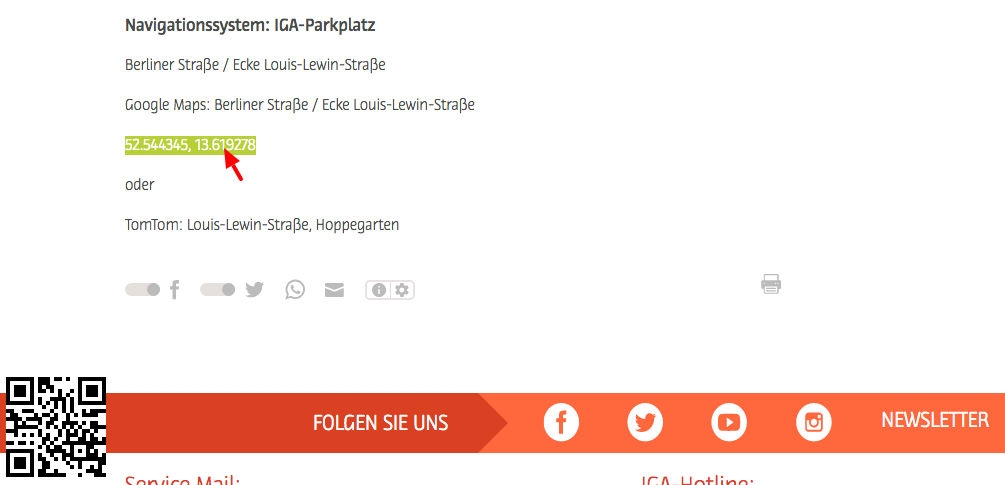 Navigationssystem: IGA-Parkplatz
Berliner Straße / Ecke Louis-Lewin-Straße
Google Maps: Berliner Straße / Ecke Louis-Lewin-Straße
52.544345, 13.619278
oder
TomTom: Louis-Lewin-Straße, Hoppegarten
FOLGEN SIE UNS
NEWSLETTER
Service Mail:
IGA-Hotline: